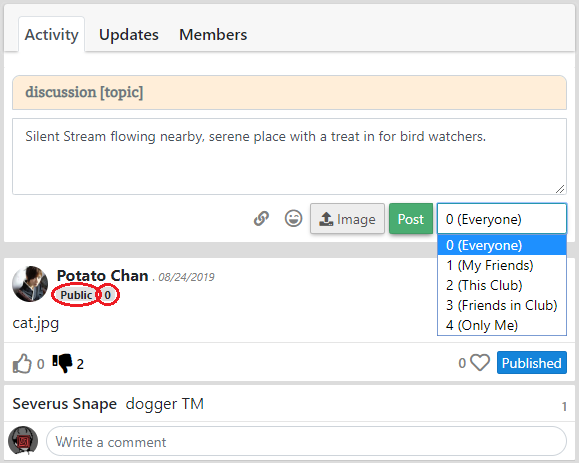 Activity Updates Members
discussion [topic]
Silent Stream flowing nearby, serene place with a treat in for bird watchers.
Image Post 0 (Everyone)
0 (Everyone)
1 (My Friends)
2 (This Club)
3 (Friends in Club)
4 (Only Me)
Potato Chan . 08/24/2019
Public 0
cat.jpg
0 2 0 Published
Severus Snape dogger TM 1
Write a comment